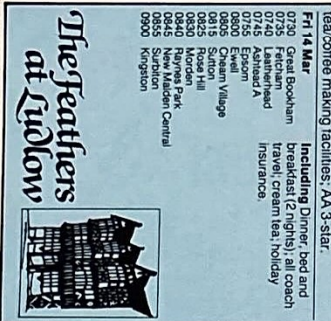 tea/coffee making facilities; AA 3-star.
Fri 14 Mar
0730 Great Bookham
0735 Fetcham
0740 Leatherhead
0745 Ashtead A
0755 Epsom
0800 Ewell
0805 Cheam Village
0815 Sutton
0825 Rose Hill
0830 Morden
0840 Raynes Park
0845 New Malden Central
0855 Surbiton
0900 Kingston
Including Dinner, bed and
breakfast (2 nights); all coach
travel; cream tea; holiday
insurance.
The Feathers
at Ludlow